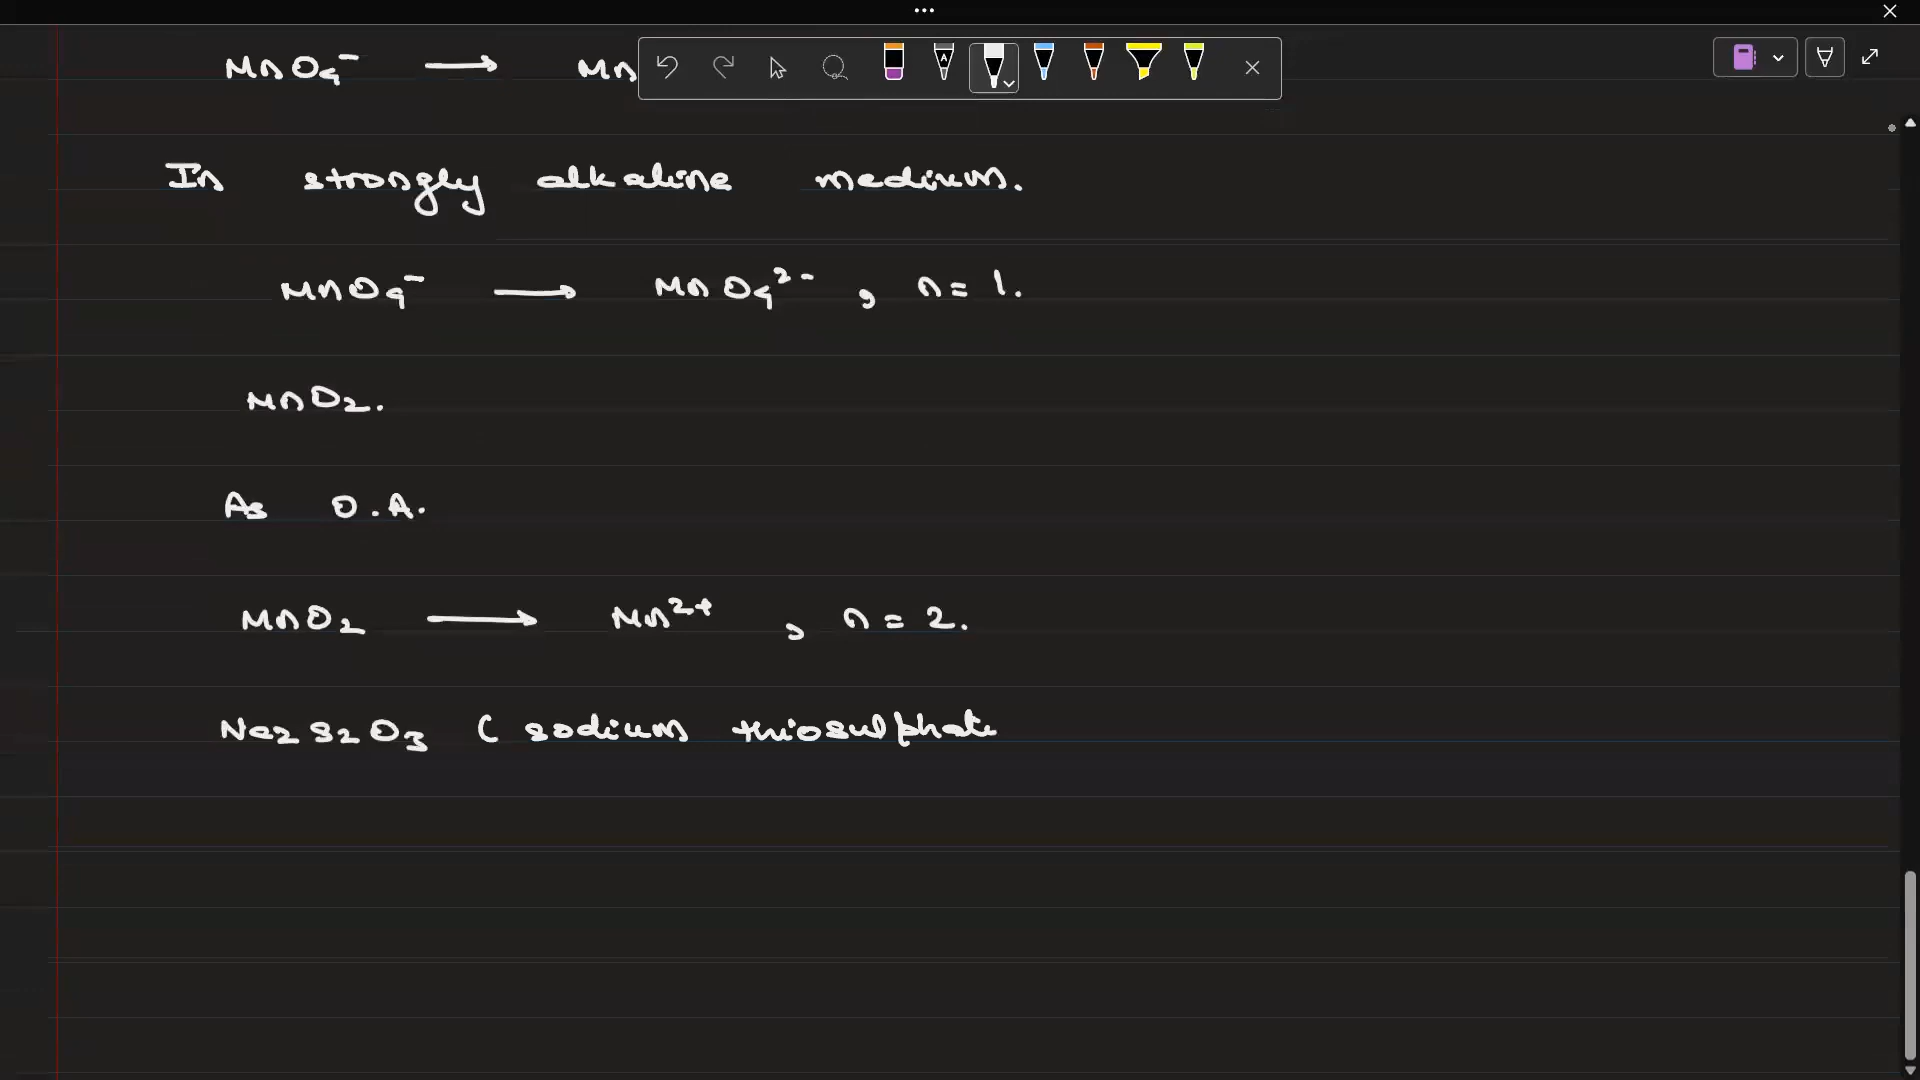 MnO₄⁻ ⟶ Mn
In strongly alkaline medium.
MnO₄⁻ ⟶ MnO₄²⁻ , n = 1.
MnO₂.
As O.A.
MnO₂ ⟶ Mn²⁺ , n = 2.
Na₂S₂O₃ ( sodium thiosulphate